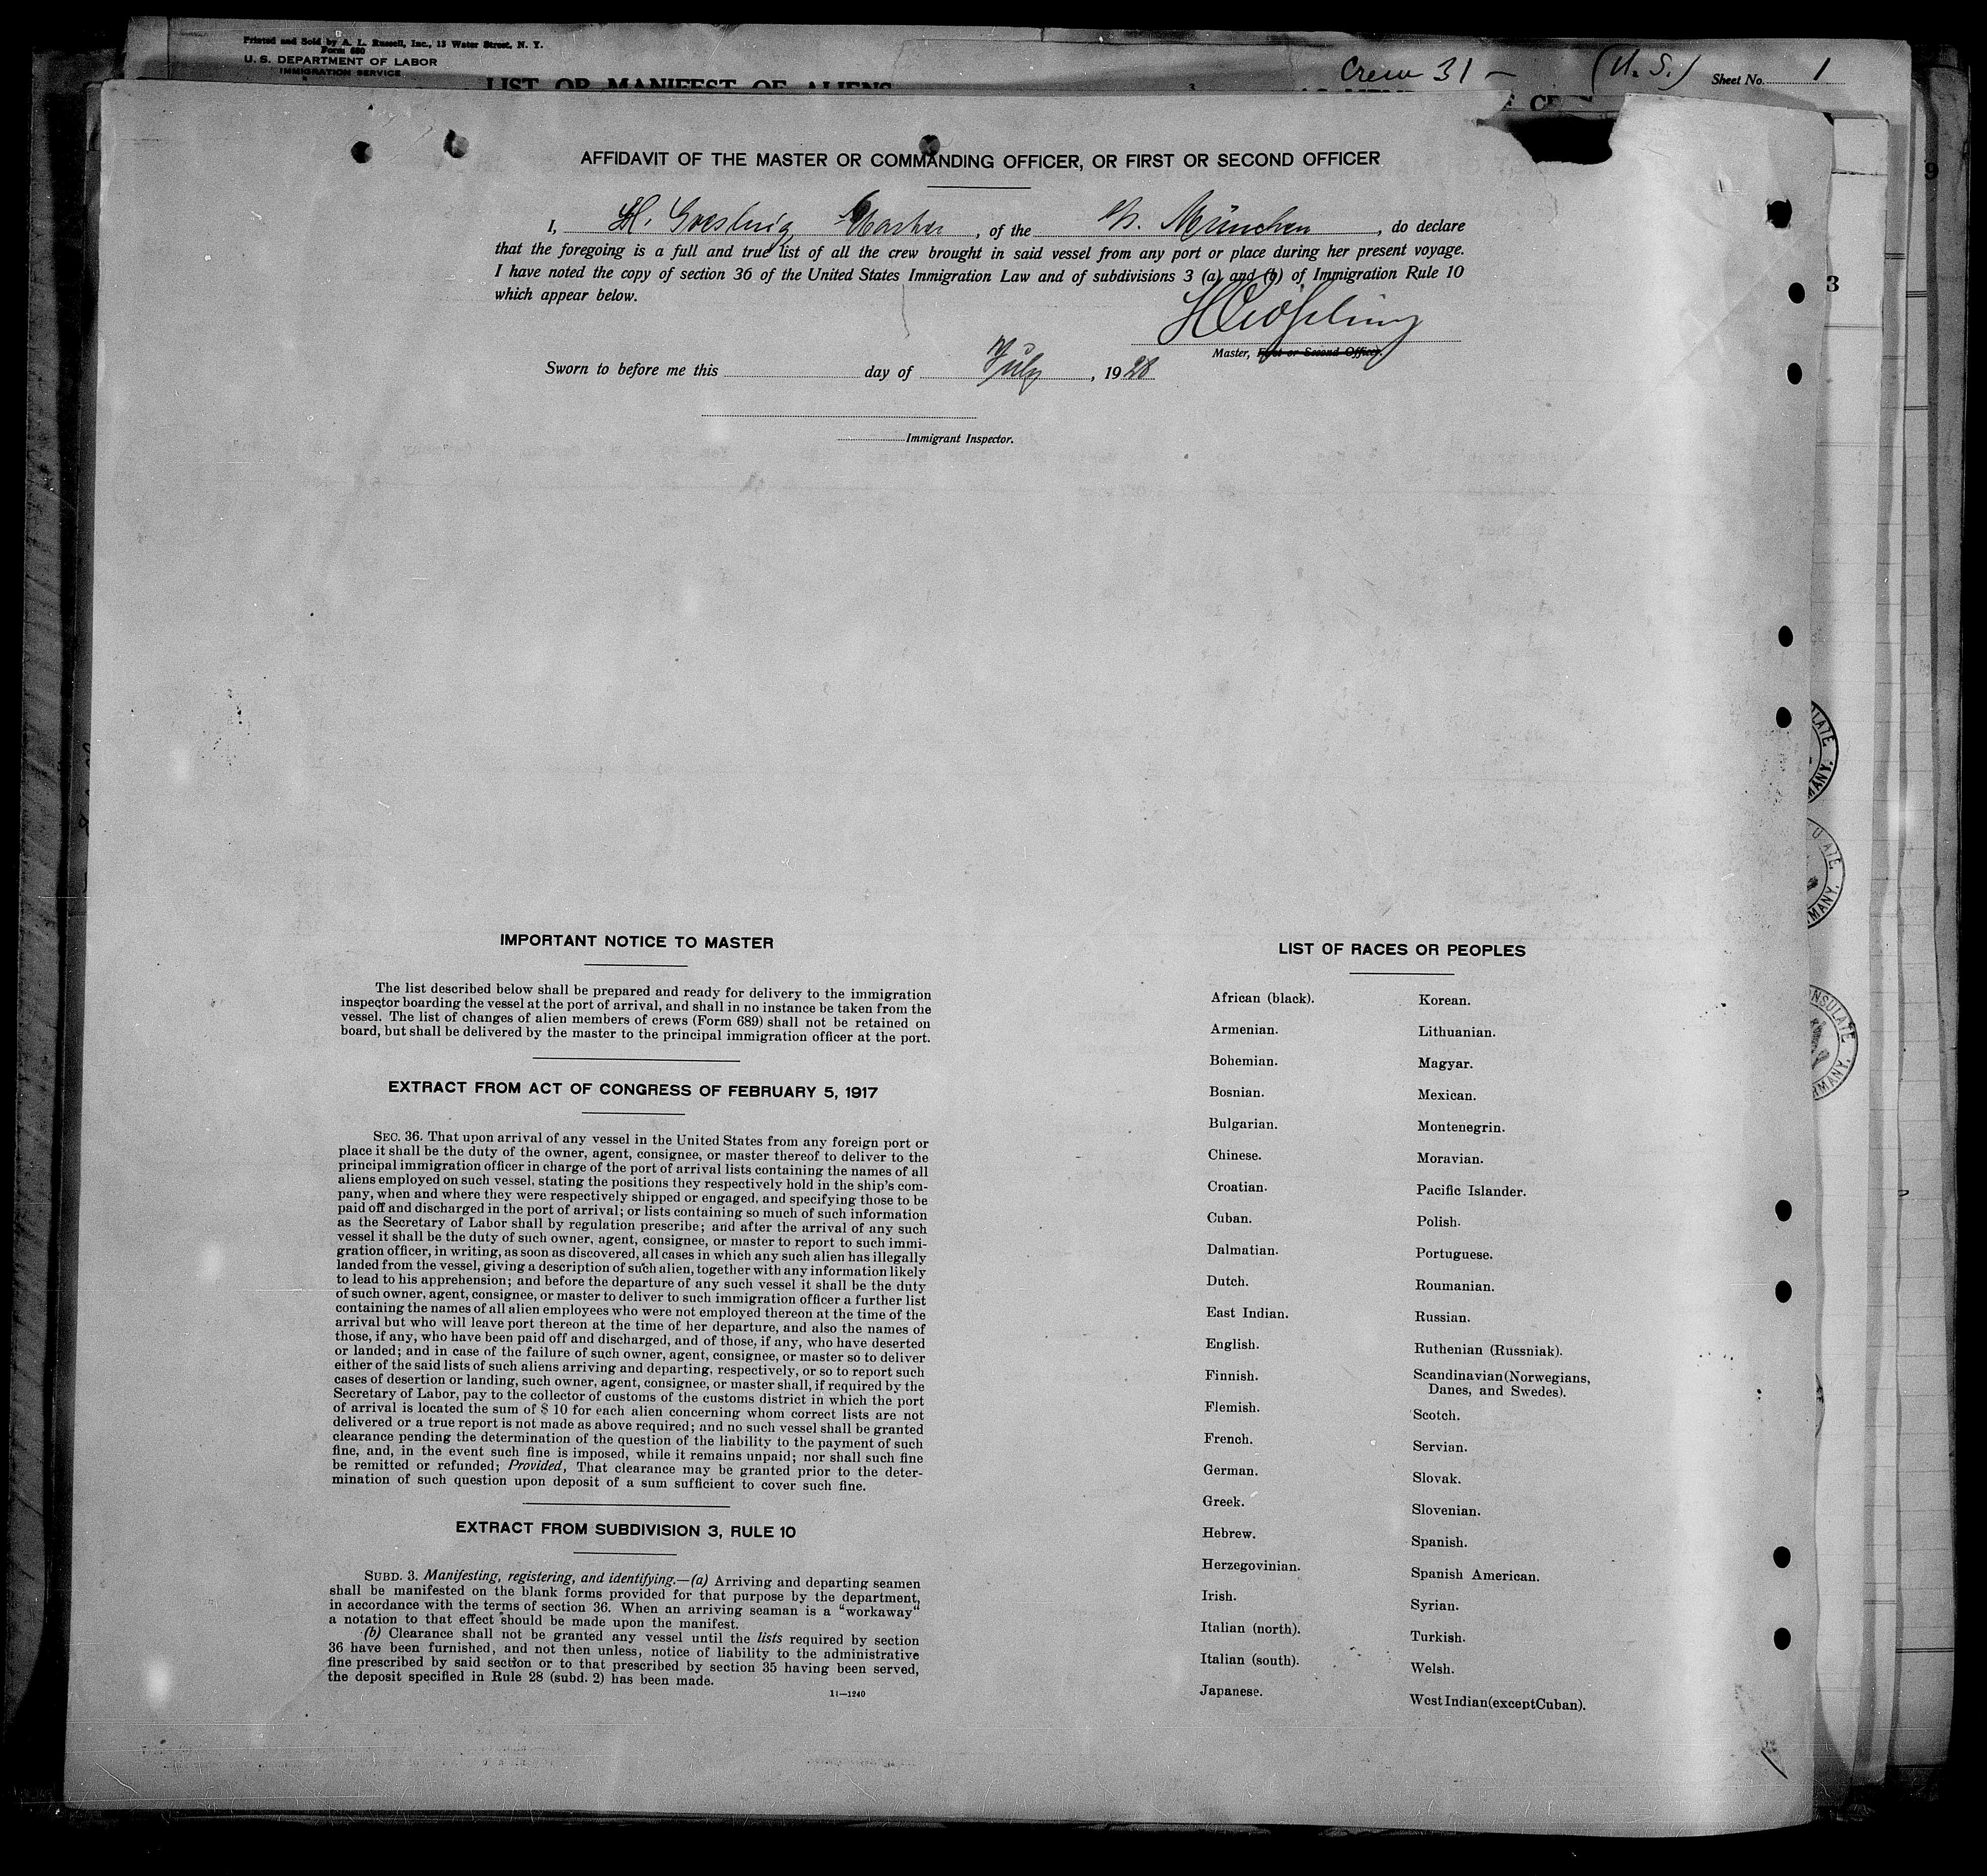 Printed and Sold by A. L. Russell, Inc., 13 Water Street, N. Y.
Form 680
U. S. DEPARTMENT OF LABOR
IMMIGRATION SERVICE
LIST OR MANIFEST OF ALIENS
Crew 31 - (U. S.) Sheet No. 1
AFFIDAVIT OF THE MASTER OR COMMANDING OFFICER, OR FIRST OR SECOND OFFICER
I, H. Master, of the München, do declare
that the foregoing is a full and true list of all the crew brought in said vessel from any port or place during her present voyage.
I have noted the copy of section 36 of the United States Immigration Law and of subdivisions 3 (a) and (b) of Immigration Rule 10
which appear below.
Master, First or Second Officer.
Sworn to before me this day of July, 1928
Immigrant Inspector.
IMPORTANT NOTICE TO MASTER
The list described below shall be prepared and ready for delivery to the immigration
inspector boarding the vessel at the port of arrival, and shall in no instance be taken from the
vessel. The list of changes of alien members of crews (Form 689) shall not be retained on
board, but shall be delivered by the master to the principal immigration officer at the port.
EXTRACT FROM ACT OF CONGRESS OF FEBRUARY 5, 1917
SEC. 36. That upon arrival of any vessel in the United States from any foreign port or
place it shall be the duty of the owner, agent, consignee, or master thereof to deliver to the
principal immigration officer in charge of the port of arrival lists containing the names of all
aliens employed on such vessel, stating the positions they respectively hold in the ship's com-
pany, when and where they were respectively shipped or engaged, and specifying those to be
paid off and discharged in the port of arrival; or lists containing so much of such information
as the Secretary of Labor shall by regulation prescribe; and after the arrival of any such
vessel it shall be the duty of such owner, agent, consignee, or master to report to such immi-
gration officer, in writing, as soon as discovered, all cases in which any such alien has illegally
landed from the vessel, giving a description of such alien, together with any information likely
to lead to his apprehension; and before the departure of any such vessel it shall be the duty
of such owner, agent, consignee, or master to deliver to such immigration officer a further list
containing the names of all alien employees who were not employed thereon at the time of the
arrival but who will leave port thereon at the time of her departure, and also the names of
those, if any, who have been paid off and discharged, and of those, if any, who have deserted
or landed; and in case of the failure of such owner, agent, consignee, or master so to deliver
either of the said lists of such aliens arriving and departing, respectively, or so to report such
cases of desertion or landing, such owner, agent, consignee, or master shall, if required by the
Secretary of Labor, pay to the collector of customs of the customs district in which the port
of arrival is located the sum of $ 10 for each alien concerning whom correct lists are not
delivered or a true report is not made as above required; and no such vessel shall be granted
clearance pending the determination of the question of the liability to the payment of such
fine, and, in the event such fine is imposed, while it remains unpaid; nor shall such fine
be remitted or refunded; Provided, That clearance may be granted prior to the deter-
mination of such question upon deposit of a sum sufficient to cover such fine.
EXTRACT FROM SUBDIVISION 3, RULE 10
SUBD. 3. Manifesting, registering, and identifying.—(a) Arriving and departing seamen
shall be manifested on the blank forms provided for that purpose by the department,
in accordance with the terms of section 36. When an arriving seaman is a "workaway"
a notation to that effect should be made upon the manifest.
(b) Clearance shall not be granted any vessel until the lists required by section
36 have been furnished, and not then unless, notice of liability to the administrative
fine prescribed by said section or to that prescribed by section 35 having been served,
the deposit specified in Rule 28 (subd. 2) has been made.
11—1240
LIST OF RACES OR PEOPLES
African (black).
Armenian.
Bohemian.
Bosnian.
Bulgarian.
Chinese.
Croatian.
Cuban.
Dalmatian.
Dutch.
East Indian.
English.
Finnish.
Flemish.
French.
German.
Greek.
Hebrew.
Herzegovinian.
Irish.
Italian (north).
Italian (south).
Japanese.
Korean.
Lithuanian.
Magyar.
Mexican.
Montenegrin.
Moravian.
Pacific Islander.
Polish.
Portuguese.
Roumanian.
Russian.
Ruthenian (Russniak).
Scandinavian (Norwegians,
Danes, and Swedes).
Scotch.
Servian.
Slovak.
Slovenian.
Spanish.
Spanish American.
Syrian.
Turkish.
Welsh.
West Indian (except Cuban).
9
3